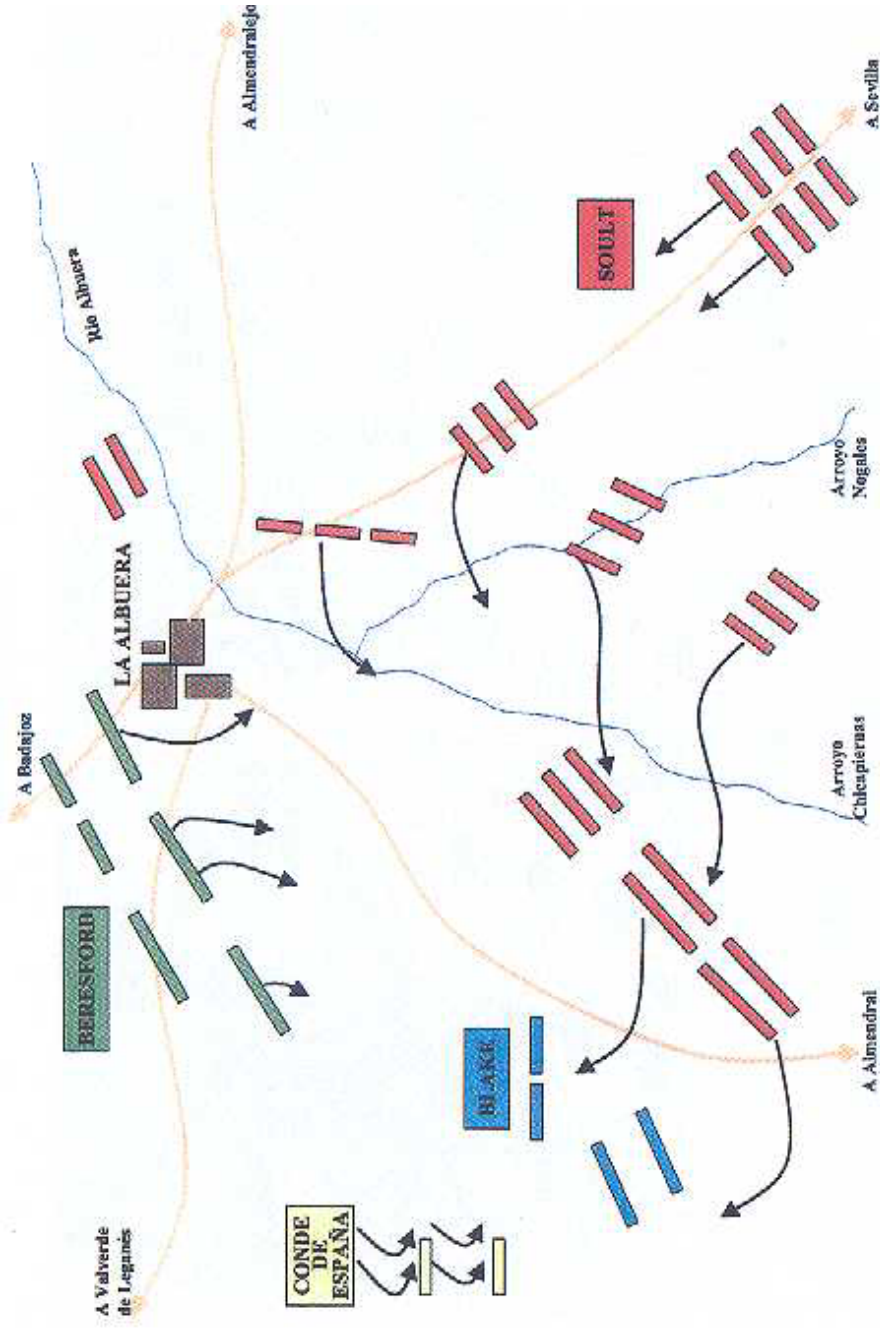 A Badajoz
A Valverde
de Leganés
BERESFORD
LA ALBUERA
Rio Albuera
A Almendralejo
CONDE
DE
ESPAÑA
BLAKE
SOULT
A Almendral
Arroyo
Chicapiernas
Arroyo
Nogales
A Sevilla